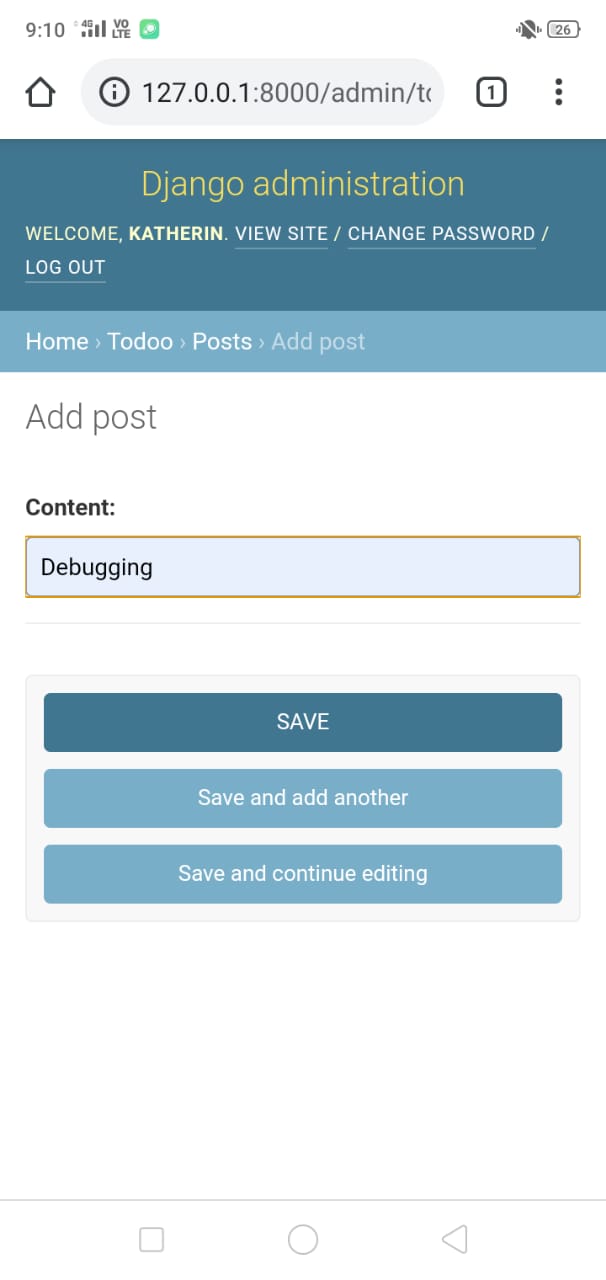 9:10 4G VO LTE 26
127.0.0.1:8000/admin/to 1
Django administration
WELCOME, KATHERIN. VIEW SITE / CHANGE PASSWORD /
LOG OUT
Home › Todoo › Posts › Add post
Add post
Content:
Debugging
SAVE
Save and add another
Save and continue editing